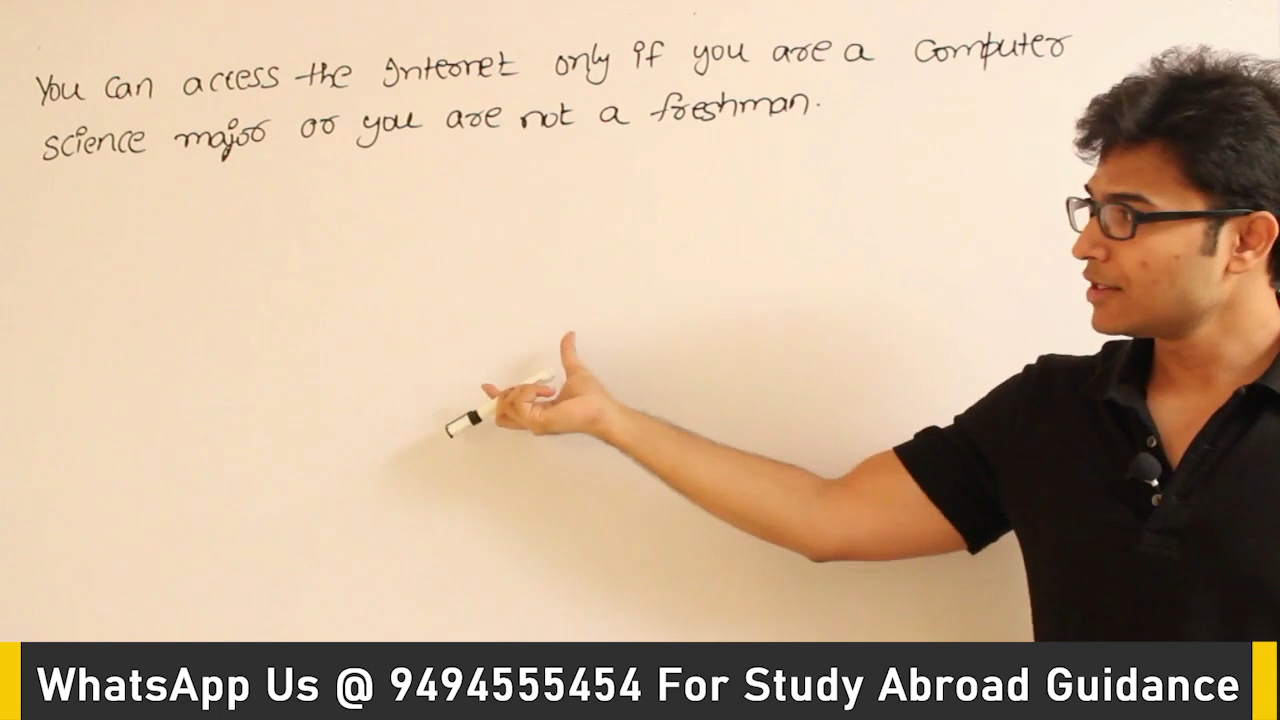 You can access the Internet only if you are a Computer
science major or you are not a freshman.
WhatsApp Us @ 9494555454 For Study Abroad Guidance